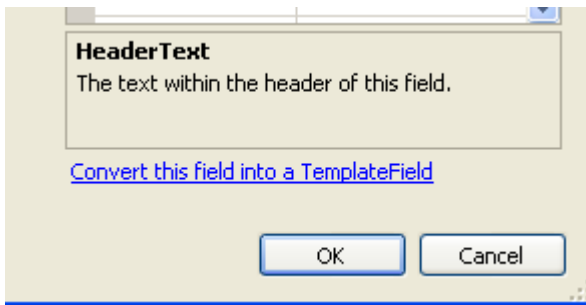 HeaderText
The text within the header of this field.
Convert this field into a TemplateField
OK Cancel